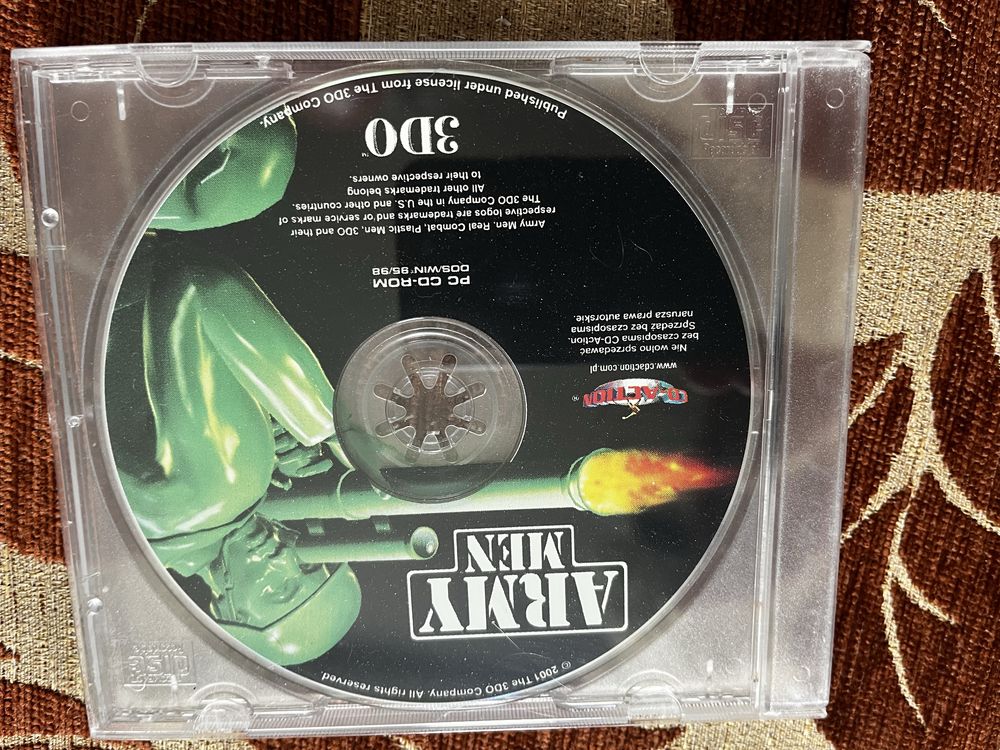 © 2001 The 3DO Company. All rights reserved.
ARMY
MEN
CD-ACTION®
www.cdaction.com.pl
Nie wolno sprzedawać
bez czasopisma CD-Action.
Sprzedaż bez czasopisma
narusza prawa autorskie.
PC CD-ROM
DOS/WIN' 95/98
Army Men, Real Combat, Plastic Men, 3DO and their
respective logos are trademarks and/or service marks of
The 3DO Company in the U.S. and other countries.
All other trademarks belong
to their respective owners.
3DO™
Published under license from The 3DO Company.
disc